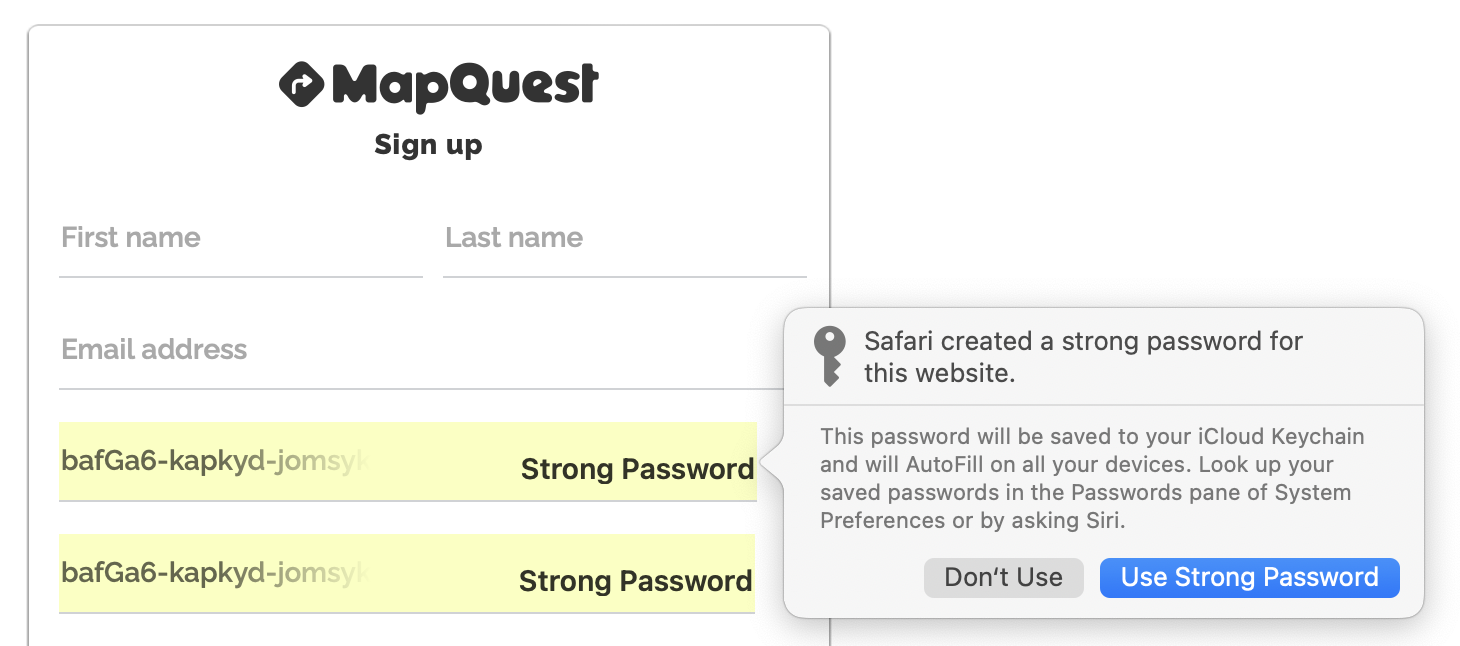 MapQuest
Sign up
First name Last name
Email address
bafGa6-kapkyd-jomsyk Strong Password
bafGa6-kapkyd-jomsyk Strong Password
Safari created a strong password for
this website.
This password will be saved to your iCloud Keychain
and will AutoFill on all your devices. Look up your
saved passwords in the Passwords pane of System
Preferences or by asking Siri.
Don‘t Use Use Strong Password